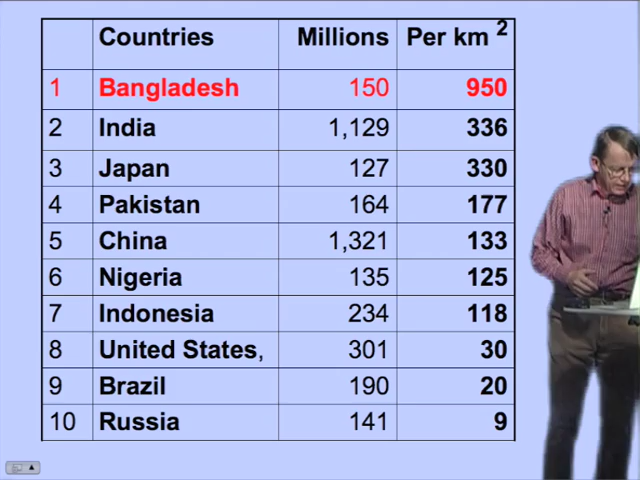 Countries Millions Per km 2
1 Bangladesh 150 950
2 India 1,129 336
3 Japan 127 330
4 Pakistan 164 177
5 China 1,321 133
6 Nigeria 135 125
7 Indonesia 234 118
8 United States, 301 30
9 Brazil 190 20
10 Russia 141 9